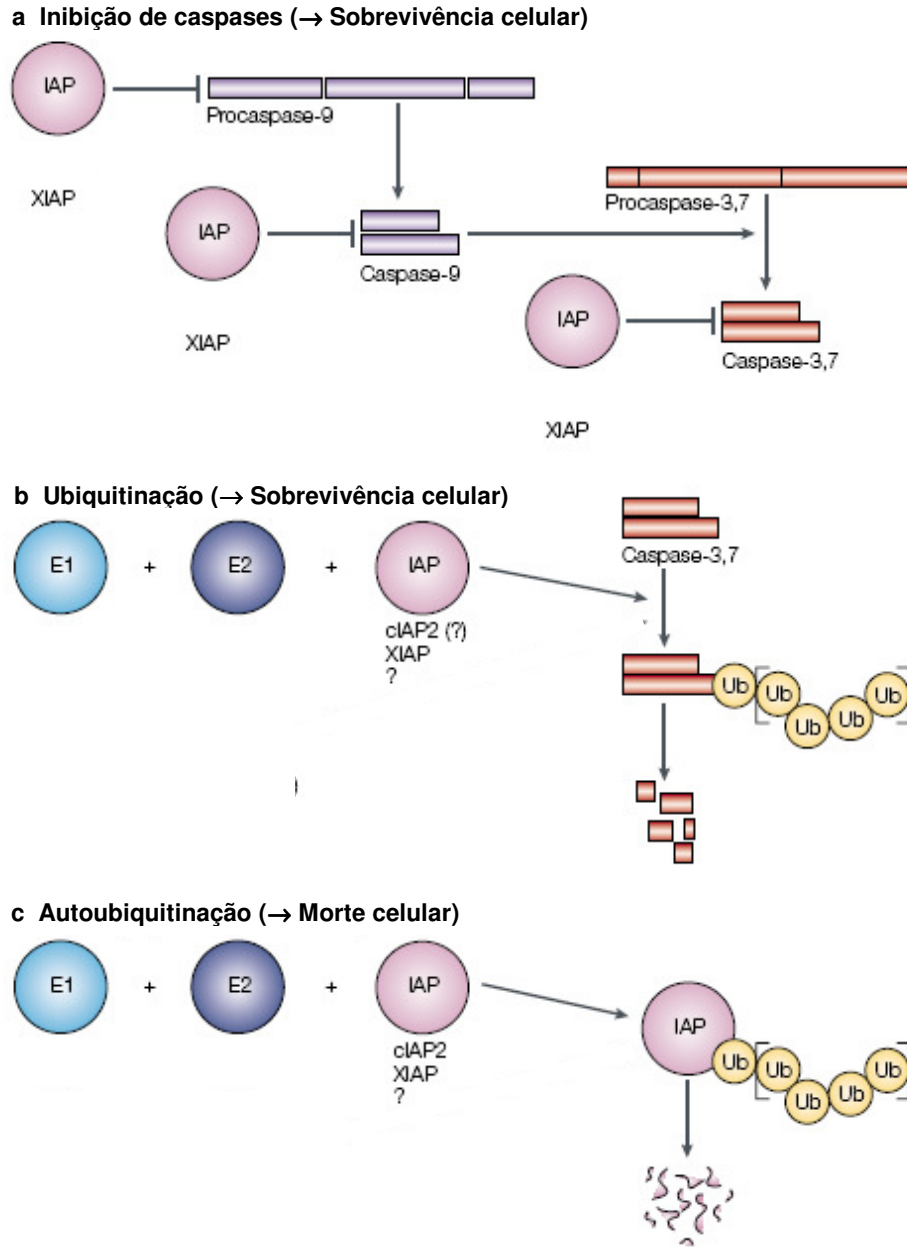 a Inibição de caspases (→ Sobrevivência celular)
IAP
Procaspase-9
XIAP
Procaspase-3,7
IAP
Caspase-9
XIAP
IAP
Caspase-3,7
XIAP
b Ubiquitinação (→ Sobrevivência celular)
E1 + E2 + IAP
Caspase-3,7
cIAP2 (?)
XIAP
?
Ub Ub Ub Ub Ub
c Autoubiquitinação (→ Morte celular)
E1 + E2 + IAP
cIAP2
XIAP
?
IAP
Ub Ub Ub Ub Ub